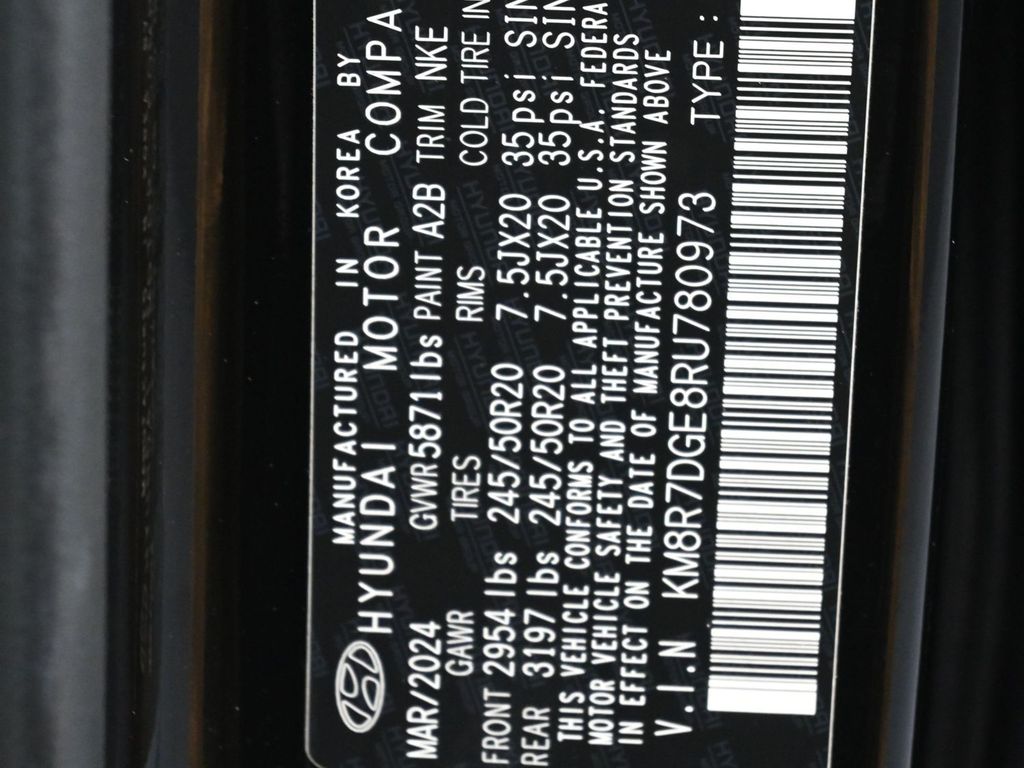 MANUFACTURED IN KOREA BY
HYUNDAI MOTOR COMPA
MAR/2024 GVWR5871lbs PAINT A2B TRIM NKE
GAWR TIRES RIMS COLD TIRE IN
FRONT 2954 lbs 245/50R20 7.5JX20 35psi SIN
REAR 3197 lbs 245/50R20 7.5JX20 35psi SIN
THIS VEHICLE CONFORMS TO ALL APPLICABLE U.S.A. FEDERA
MOTOR VEHICLE SAFETY AND THEFT PREVENTION STANDARDS
IN EFFECT ON THE DATE OF MANUFACTURE SHOWN ABOVE
V.I.N KM8R7DGE8RU780973 TYPE: